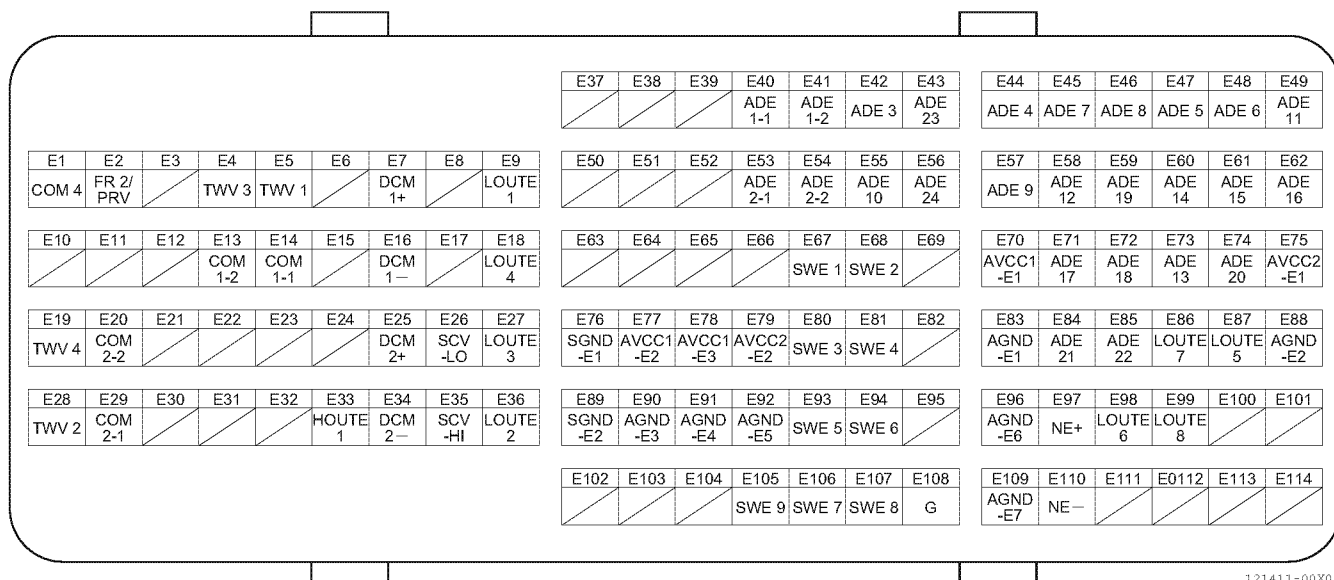 E37 E38 E39 E40 E41 E42 E43 E44 E45 E46 E47 E48 E49
ADE 1-1 ADE 1-2 ADE 3 ADE 23 ADE 4 ADE 7 ADE 8 ADE 5 ADE 6 ADE 11
E1 E2 E3 E4 E5 E6 E7 E8 E9 E50 E51 E52 E53 E54 E55 E56 E57 E58 E59 E60 E61 E62
COM 4 FR 2/ PRV TWV 3 TWV 1 DCM 1+ LOUTE 1 ADE 2-1 ADE 2-2 ADE 10 ADE 24 ADE 9 ADE 12 ADE 19 ADE 14 ADE 15 ADE 16
E10 E11 E12 E13 E14 E15 E16 E17 E18 E63 E64 E65 E66 E67 E68 E69 E70 E71 E72 E73 E74 E75
COM 1-2 COM 1-1 DCM 1− LOUTE 4 SWE 1 SWE 2 AVCC1 -E1 ADE 17 ADE 18 ADE 13 ADE 20 AVCC2 -E1
E19 E20 E21 E22 E23 E24 E25 E26 E27 E76 E77 E78 E79 E80 E81 E82 E83 E84 E85 E86 E87 E88
TWV 4 COM 2-2 DCM 2+ SCV -LO LOUTE 3 SGND -E1 AVCC1 -E2 AVCC1 -E3 AVCC2 -E2 SWE 3 SWE 4 AGND -E1 ADE 21 ADE 22 LOUTE 7 LOUTE 5 AGND -E2
E28 E29 E30 E31 E32 E33 E34 E35 E36 E89 E90 E91 E92 E93 E94 E95 E96 E97 E98 E99 E100 E101
TWV 2 COM 2-1 HOUTE 1 DCM 2− SCV -HI LOUTE 2 SGND -E2 AGND -E3 AGND -E4 AGND -E5 SWE 5 SWE 6 AGND -E6 NE+ LOUTE 6 LOUTE 8
E102 E103 E104 E105 E106 E107 E108 E109 E110 E111 E0112 E113 E114
SWE 9 SWE 7 SWE 8 G AGND -E7 NE−